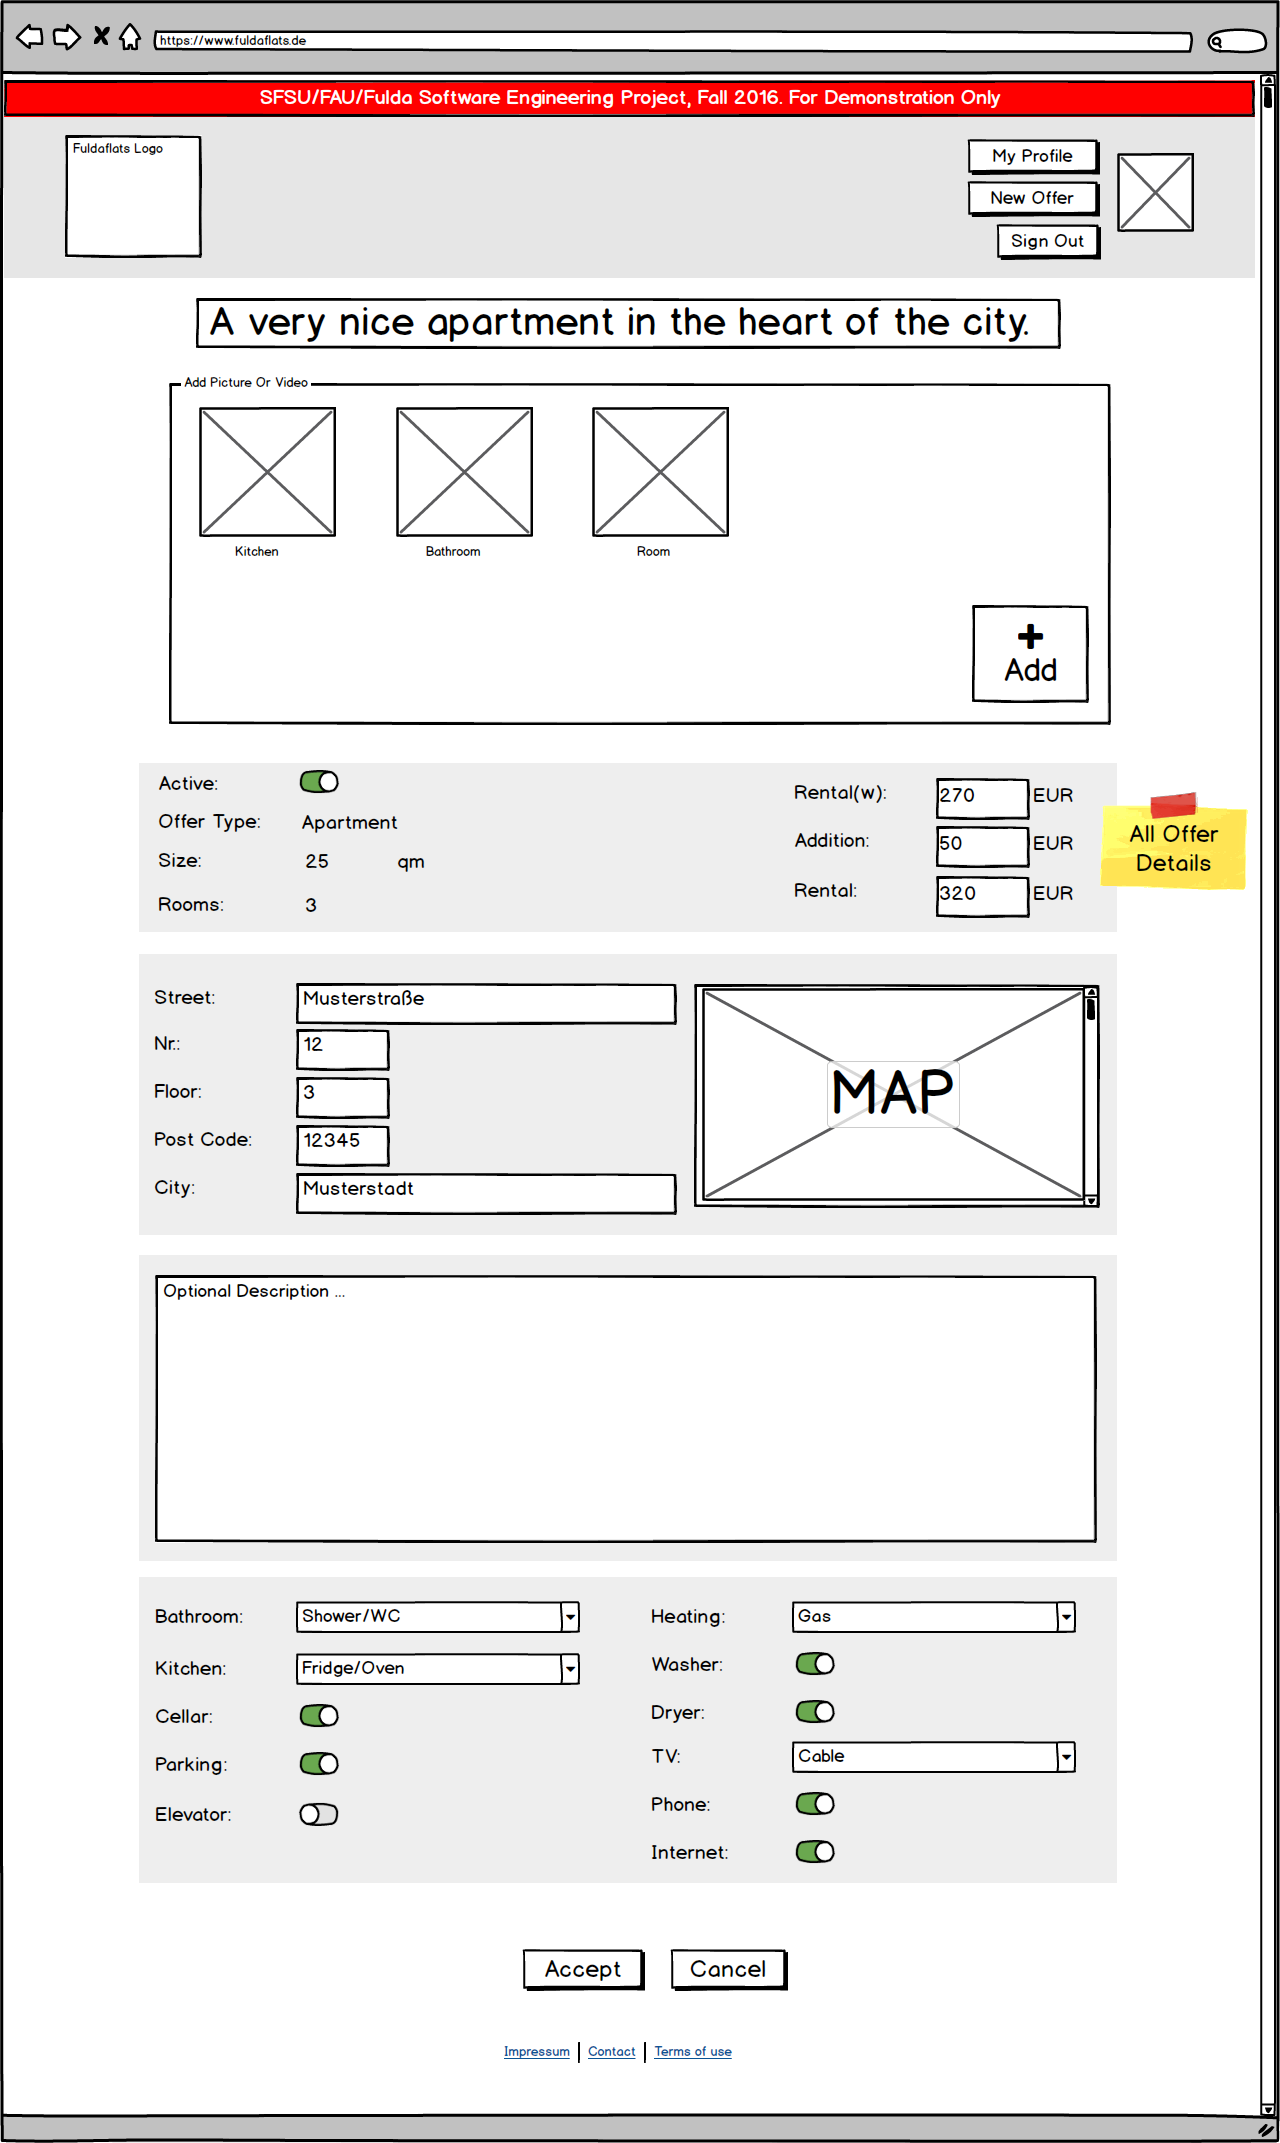 https://www.fuldaflats.de
SFSU/FAU/Fulda Software Engineering Project, Fall 2016. For Demonstration Only
Fuldaflats Logo
My Profile
New Offer
Sign Out
A very nice apartment in the heart of the city.
Add Picture Or Video
Kitchen
Bathroom
Room
Add
Active:
Offer Type: Apartment
Size: 25 qm
Rooms: 3
Rental(w): 270 EUR
Addition: 50 EUR
Rental: 320 EUR
All Offer
Details
Street: Musterstraße
Nr.: 12
Floor: 3
Post Code: 12345
City: Musterstadt
MAP
Optional Description ...
Bathroom: Shower/WC
Kitchen: Fridge/Oven
Cellar:
Parking:
Elevator:
Heating: Gas
Washer:
Dryer:
TV: Cable
Phone:
Internet:
Accept
Cancel
Impressum
Contact
Terms of use